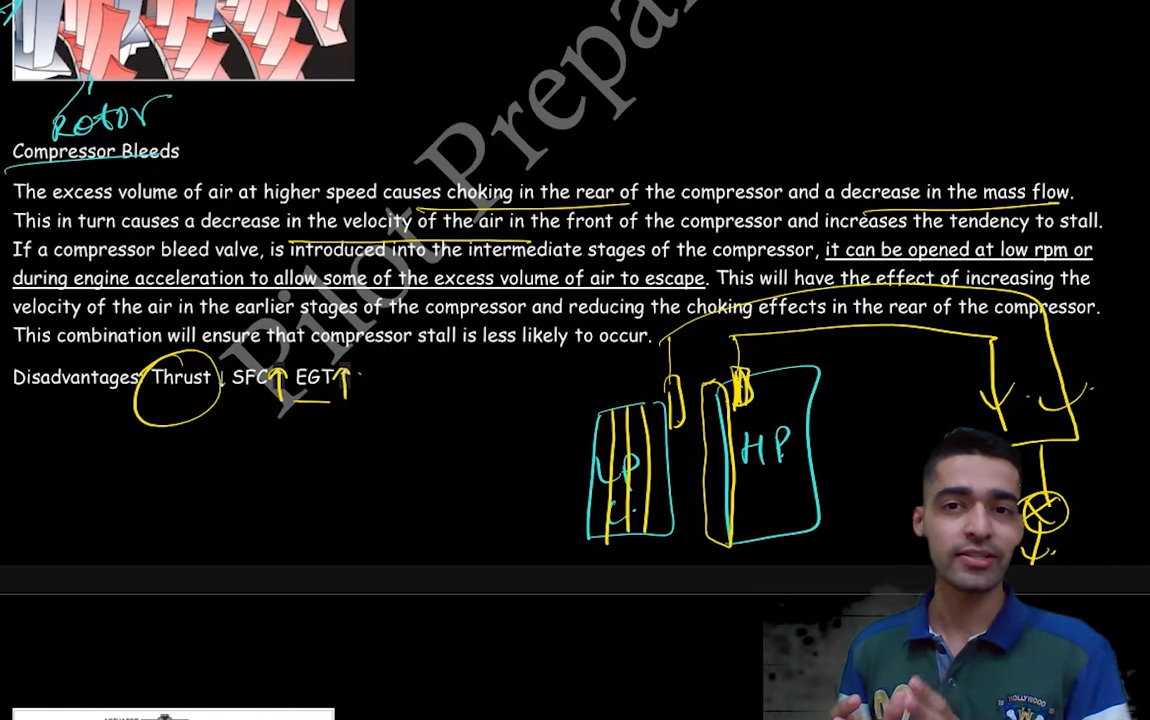 Rotor
Pilot Prepar
Compressor Bleeds
The excess volume of air at higher speed causes choking in the rear of the compressor and a decrease in the mass flow.
This in turn causes a decrease in the velocity of the air in the front of the compressor and increases the tendency to stall.
If a compressor bleed valve, is introduced into the intermediate stages of the compressor, it can be opened at low rpm or
during engine acceleration to allow some of the excess volume of air to escape. This will have the effect of increasing the
velocity of the air in the earlier stages of the compressor and reducing the choking effects in the rear of the compressor.
This combination will ensure that compressor stall is less likely to occur.
Disadvantages: Thrust ↓ SFC↑ EGT↑
LP HP
HOLLYWOOD